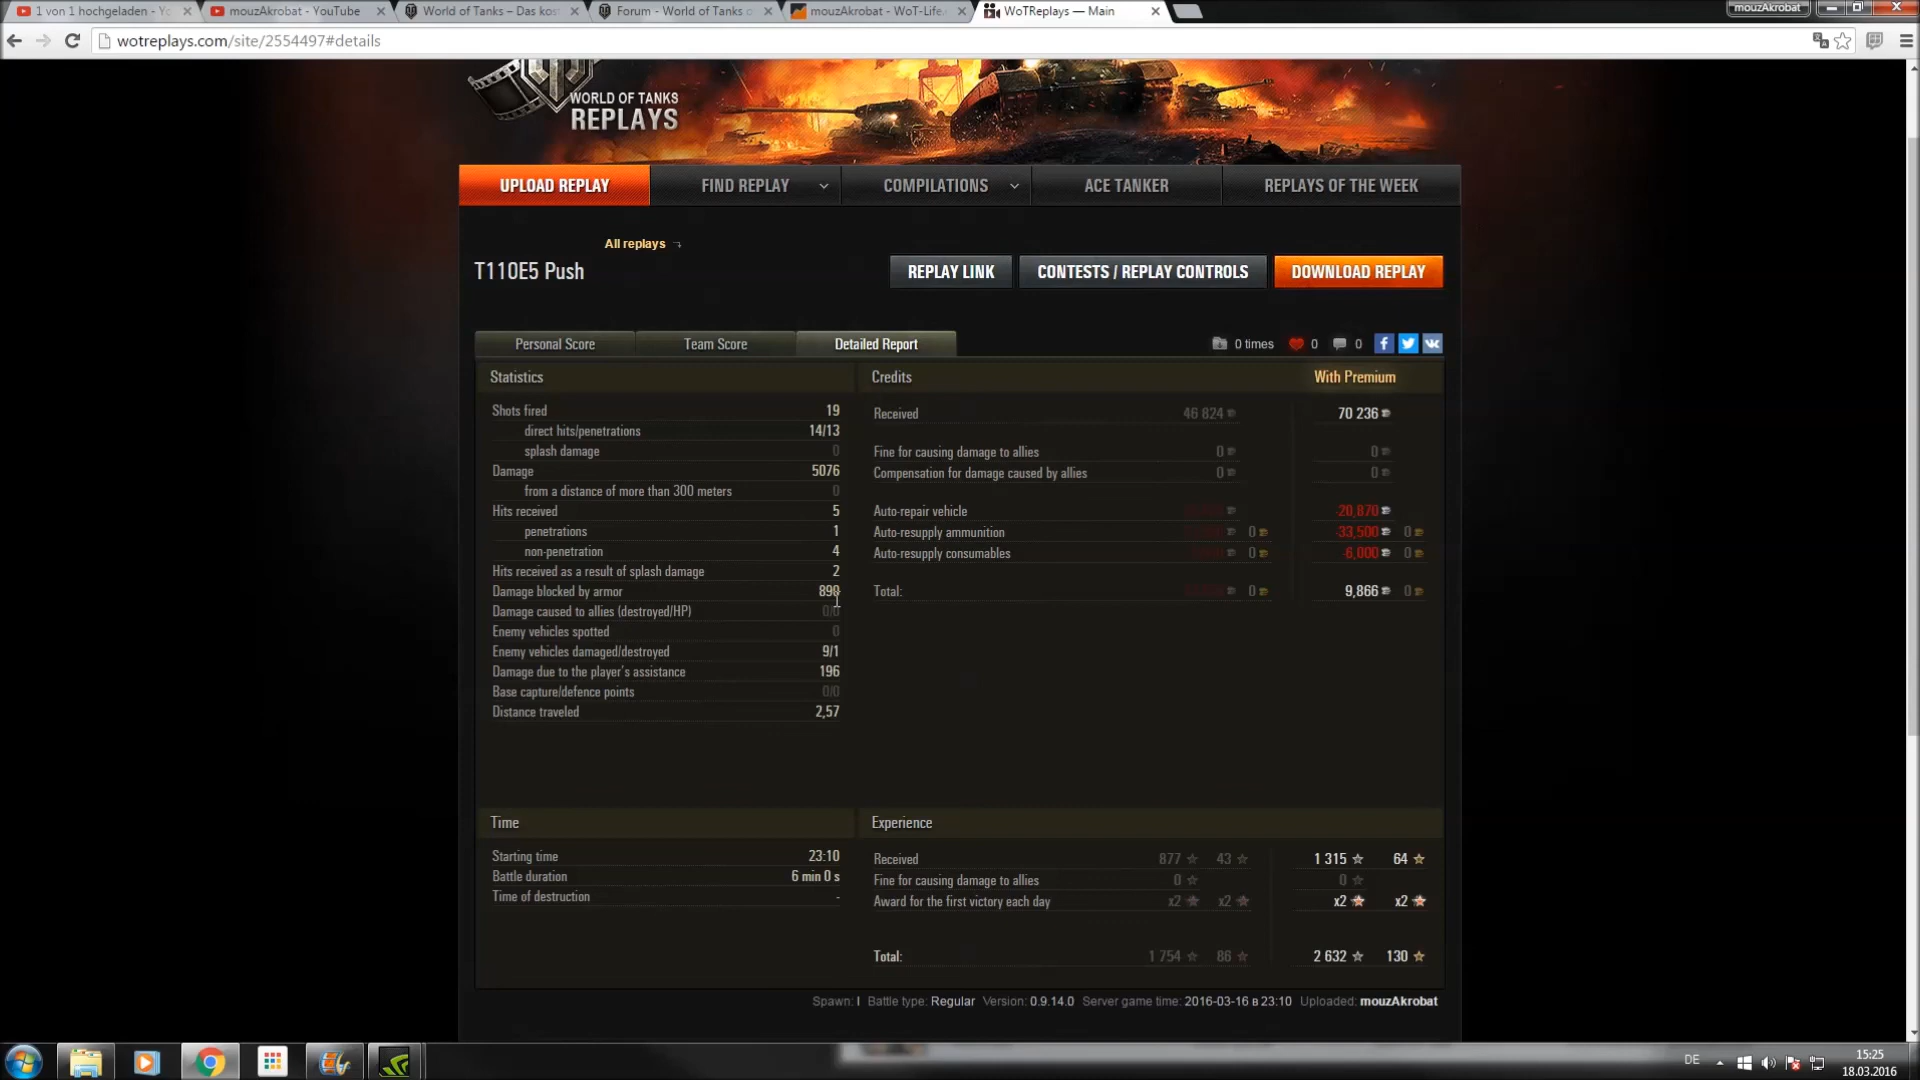 1 von 1 hochgeladen - Yo
mouzAkrobat - YouTube
World of Tanks – Das kos
Forum - World of Tanks d
mouzAkrobat - WoT-Life.
WoTReplays — Main
mouzAkrobat
wotreplays.com/site/2554497#details
WORLD OF TANKS
REPLAYS
UPLOAD REPLAY FIND REPLAY COMPILATIONS ACE TANKER REPLAYS OF THE WEEK
All replays
T110E5 Push
REPLAY LINK CONTESTS / REPLAY CONTROLS DOWNLOAD REPLAY
Personal Score Team Score Detailed Report 0 times 0 0
Statistics
Shots fired 19
direct hits/penetrations 14/13
splash damage 0
Damage 5076
from a distance of more than 300 meters 0
Hits received 5
penetrations 1
non-penetration 4
Hits received as a result of splash damage 2
Damage blocked by armor 890
Damage caused to allies (destroyed/HP) 0/0
Enemy vehicles spotted 0
Enemy vehicles damaged/destroyed 9/1
Damage due to the player's assistance 196
Base capture/defence points 0/0
Distance traveled 2,57
Credits With Premium
Received 46 824 70 236
Fine for causing damage to allies 0 0
Compensation for damage caused by allies 0 0
Auto-repair vehicle -20,870
Auto-resupply ammunition 0 -33,500 0
Auto-resupply consumables 0 -6,000 0
Total: 0 9,866 0
Time
Starting time 23:10
Battle duration 6 min 0 s
Time of destruction -
Experience
Received 877 43 1 315 64
Fine for causing damage to allies 0 0
Award for the first victory each day x2 x2 x2 x2
Total: 1 754 86 2 632 130
Spawn: I Battle type: Regular Version: 0.9.14.0 Server game time: 2016-03-16 в 23:10 Uploaded: mouzAkrobat
DE
15:25
18.03.2016